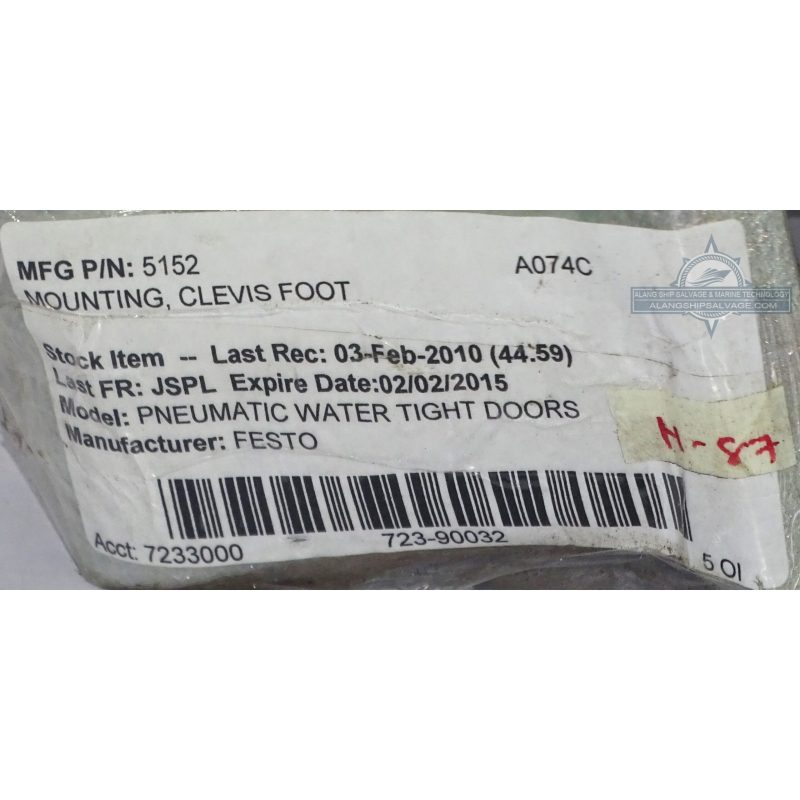 MFG P/N: 5152 A074C
MOUNTING, CLEVIS FOOT
ALANG SHIP SALVAGE & MARINE TECHNOLOGY
ALANGSHIPSALVAGE.COM
Stock Item -- Last Rec: 03-Feb-2010 (44:59)
Last FR: JSPL Expire Date:02/02/2015
Model: PNEUMATIC WATER TIGHT DOORS
Manufacturer: FESTO
H-87
Acct: 7233000 723-90032 5 OI